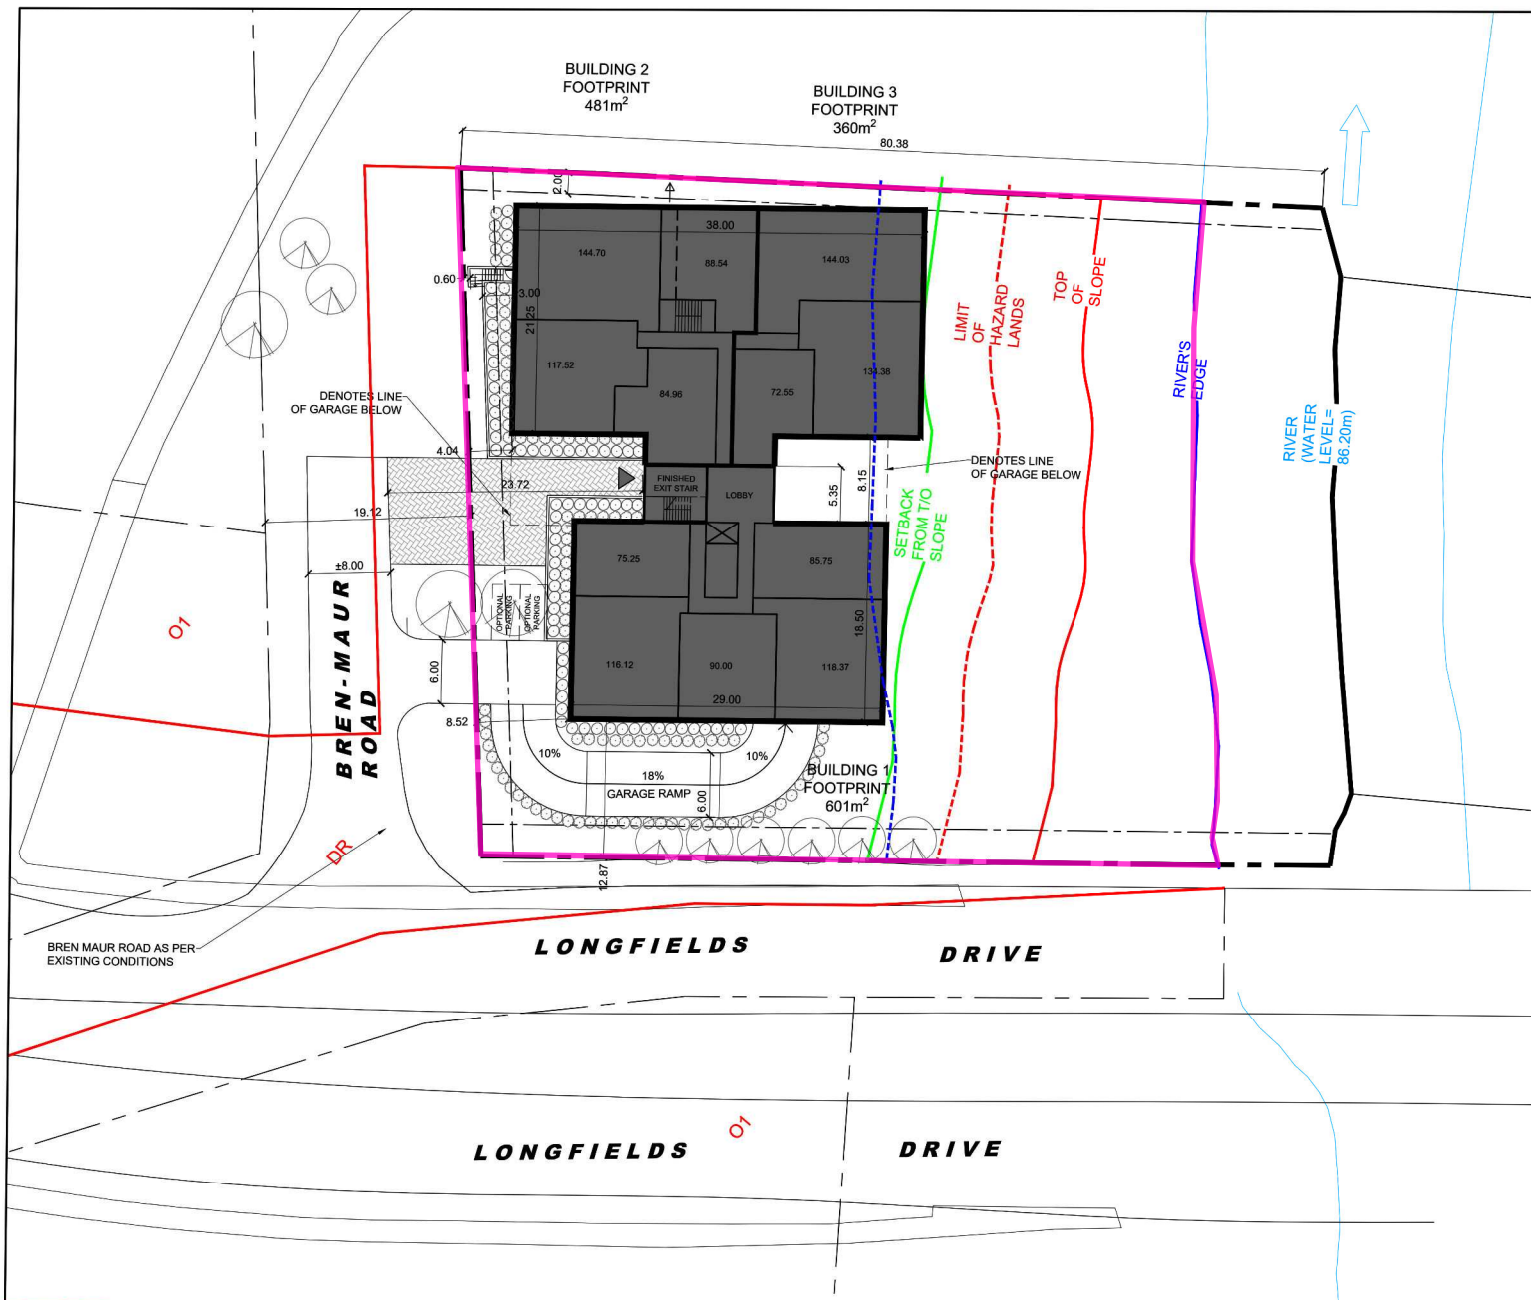 BUILDING 2
FOOTPRINT
481m²
BUILDING 3
FOOTPRINT
360m²
80.38
2.00
38.00
144.70
88.54
144.03
0.60
3.00
21.25
117.52
84.96
72.55
134.38
DENOTES LINE
OF GARAGE BELOW
4.04
23.72
19.12
±8.00
FINISHED
EXIT STAIR
LOBBY
5.35
8.15
DENOTES LINE
OF GARAGE BELOW
SETBACK
FROM T/O
SLOPE
LIMIT
OF
HAZARD
LANDS
TOP
OF
SLOPE
RIVER'S
EDGE
RIVER
(WATER
LEVEL=
86.20m)
75.25
85.75
OPTIONAL
PARKING
OPTIONAL
PARKING
O1
BREN-MAUR
ROAD
6.00
116.12
90.00
118.37
18.50
29.00
8.52
10%
18%
10%
GARAGE RAMP
6.00
BUILDING 1
FOOTPRINT
601m²
DR
12.87
BREN MAUR ROAD AS PER
EXISTING CONDITIONS
LONGFIELDS DRIVE
O1
LONGFIELDS DRIVE